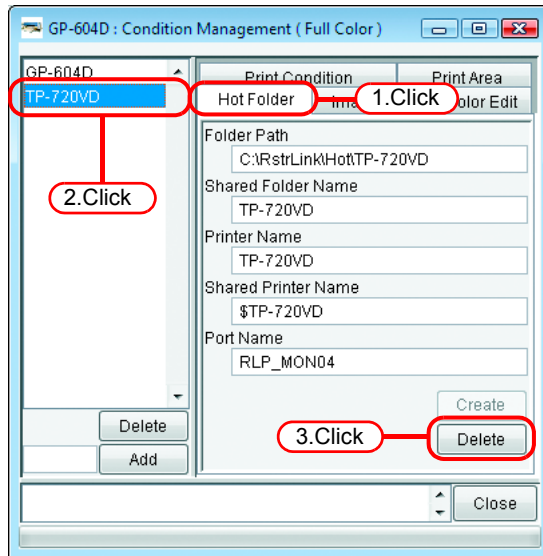 GP-604D : Condition Management ( Full Color )
GP-604D
TP-720VD
Print Condition Print Area
Hot Folder 1.Click olor Edit
2.Click
Folder Path
C:\RstrLink\Hot\TP-720VD
Shared Folder Name
TP-720VD
Printer Name
TP-720VD
Shared Printer Name
$TP-720VD
Port Name
RLP_MON04
Create
Delete 3.Click Delete
Add
Close